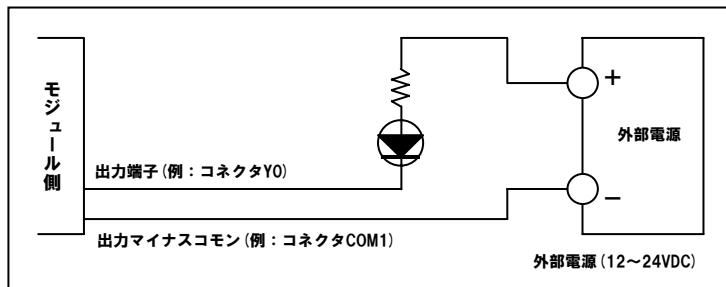 モジュール側
+
外部電源
出力端子(例：コネクタY0)
−
出力マイナスコモン(例：コネクタCOM1)
外部電源(12～24VDC)